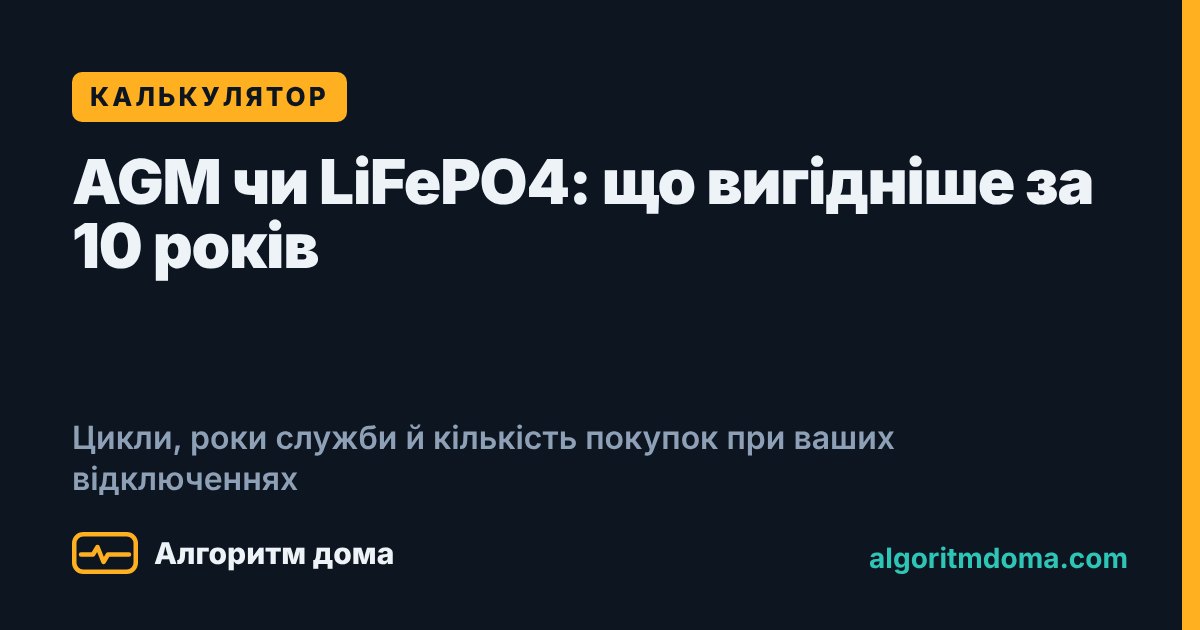 КАЛЬКУЛЯТОР
AGM чи LiFePO4: що вигідніше за
10 років
Цикли, роки служби й кількість покупок при ваших
відключеннях
Алгоритм дома
algoritmdoma.com